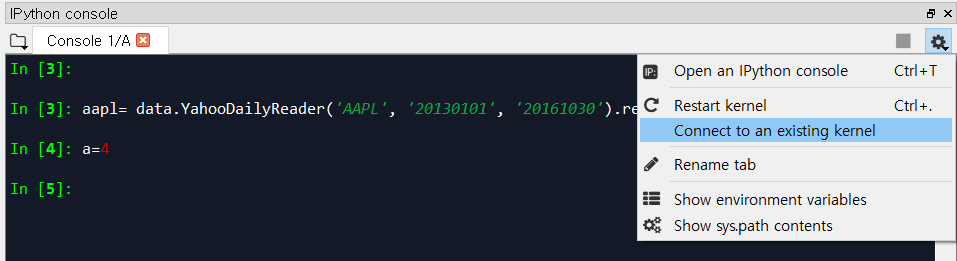 IPython console
Console 1/A
In [3]:
In [3]: aapl= data.YahooDailyReader('AAPL', '20130101', '20161030').re
In [4]: a=4
In [5]:
IP:
Open an IPython console Ctrl+T
Restart kernel Ctrl+.
Connect to an existing kernel
Rename tab
Show environment variables
Show sys.path contents